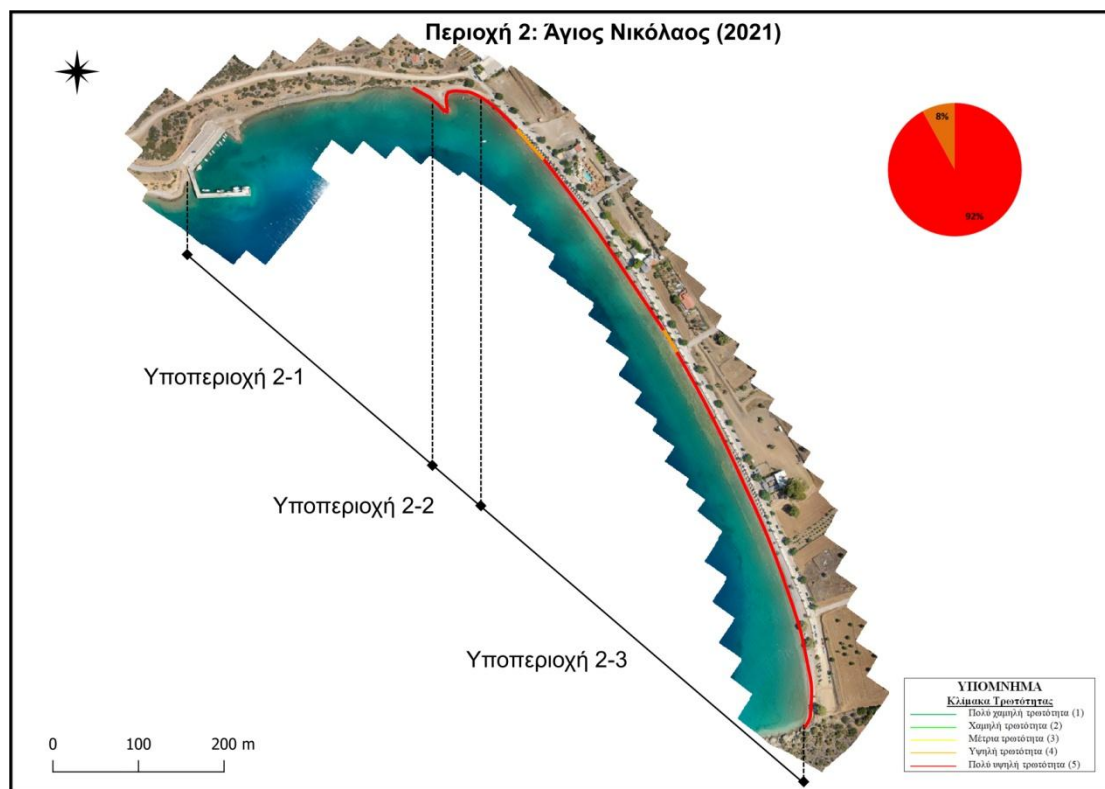 Περιοχή 2: Άγιος Νικόλαος (2021)
8%
92%
Υποπεριοχή 2-1
Υποπεριοχή 2-2
Υποπεριοχή 2-3
0 100 200 m
ΥΠΟΜΝΗΜΑ
Κλίμακα Τρωτότητας
Πολύ χαμηλή τρωτότητα (1)
Χαμηλή τρωτότητα (2)
Μέτρια τρωτότητα (3)
Υψηλή τρωτότητα (4)
Πολύ υψηλή τρωτότητα (5)